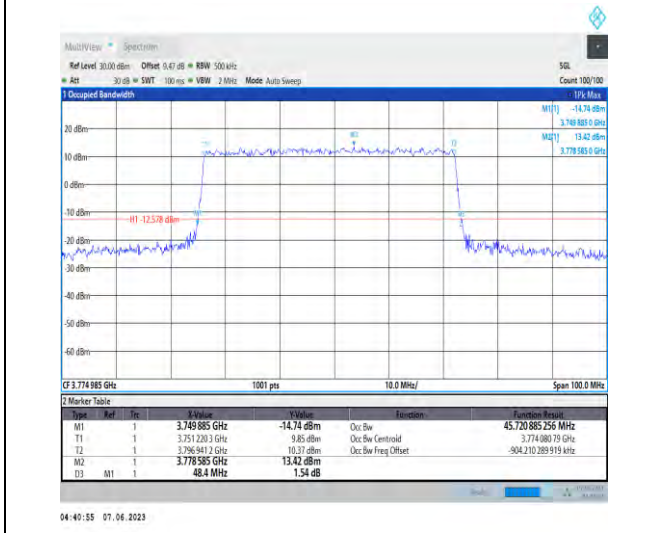 MultiView Spectrum
Ref Level 30.00 dBm Offset 0.47 dB RBW 500 kHz SGL
Att 30 dB SWT 100 ms VBW 2 MHz Mode Auto Sweep Count 100/100
1 Occupied Bandwidth 1Pk Max
M1[1] -14.74 dBm
3.749 885 0 GHz
M2[1] 13.42 dBm
3.778 585 0 GHz
20 dBm
10 dBm
0 dBm
-10 dBm
H1 -12.578 dBm
-20 dBm
-30 dBm
-40 dBm
-50 dBm
-60 dBm
CF 3.774 985 GHz 1001 pts 10.0 MHz/ Span 100.0 MHz
2 Marker Table
Type Ref Trc X-Value Y-Value Function Function Result
M1 1 3.749 885 GHz -14.74 dBm Occ Bw 45.720 885 256 MHz
T1 1 3.751 220 3 GHz 9.85 dBm Occ Bw Centroid 3.774 080 79 GHz
T2 1 3.796 941 2 GHz 10.37 dBm Occ Bw Freq Offset -904.210 289 919 kHz
M2 1 3.778 585 GHz 13.42 dBm
D3 M1 1 48.4 MHz 1.54 dB
04:40:55 07.06.2023